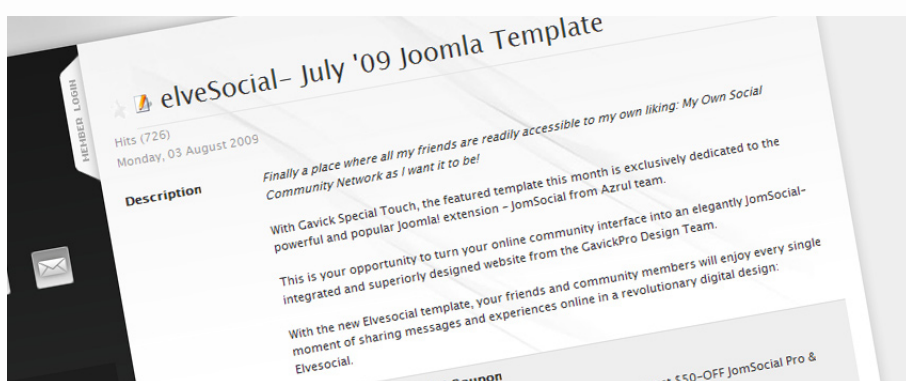 elveSocial– July '09 Joomla Template
MEMBER LOGIN
Hits (726)
Monday, 03 August 2009
Description
Finally a place where all my friends are readily accessible to my own liking: My Own Social
Community Network as I want it to be!
With Gavick Special Touch, the featured template this month is exclusively dedicated to the
powerful and popular Joomla! extension – JomSocial from Azrul team.
This is your opportunity to turn your online community interface into an elegantly JomSocial–
integrated and superiorly designed website from the GavickPro Design Team.
With the new Elvesocial template, your friends and community members will enjoy every single
moment of sharing messages and experiences online in a revolutionary digital design:
Elvesocial.
Coupon
$50–OFF JomSocial Pro &